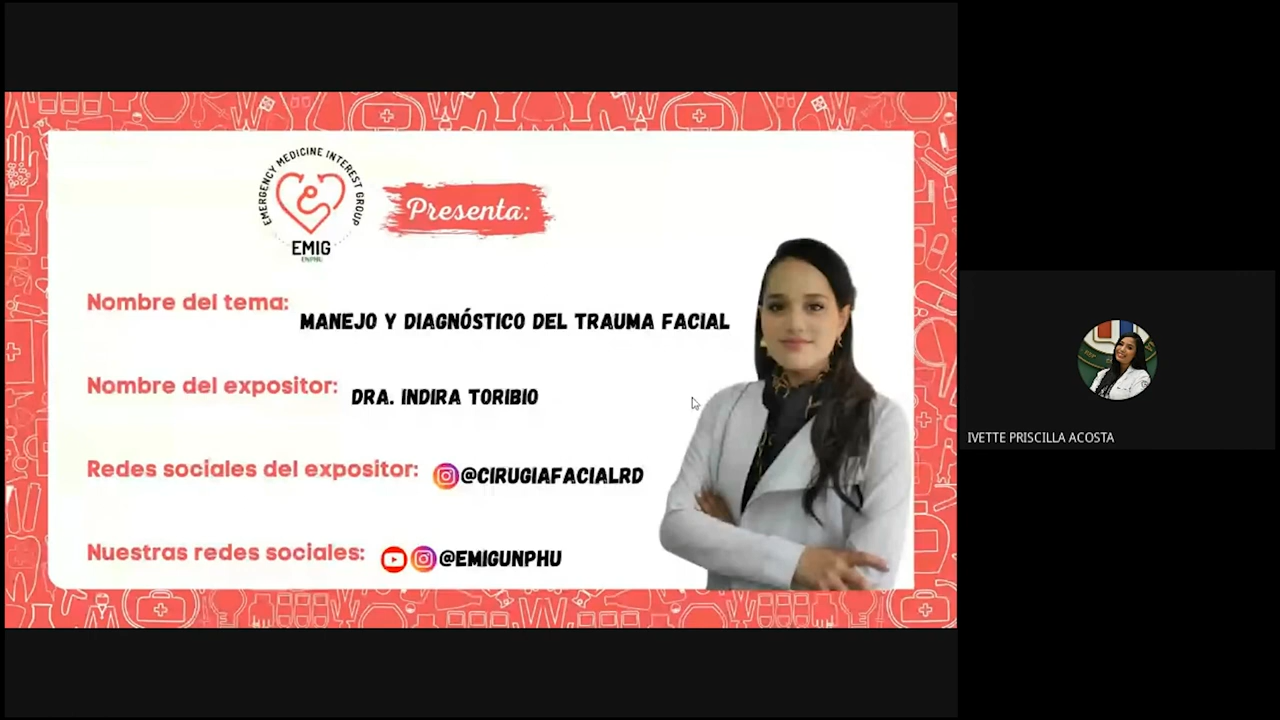 EMERGENCY MEDICINE INTEREST GROUP
EMIG
UNPHU
Presenta:
Nombre del tema:
MANEJO Y DIAGNÓSTICO DEL TRAUMA FACIAL
Nombre del expositor:
DRA. INDIRA TORIBIO
Redes sociales del expositor:
@CIRUGIAFACIALRD
Nuestras redes sociales:
@EMIGUNPHU
IVETTE PRISCILLA ACOSTA